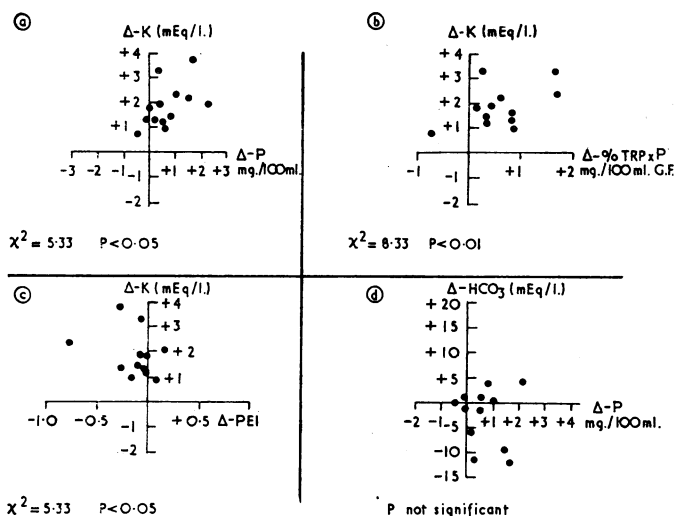 ⓐ
Δ-K (mEq/l.)
+4
+3
+2
+1
-3 -2 -1 +1 +2 +3
Δ-P
mg./100ml.
-1
-2
χ² = 5·33 P<0·05
ⓑ
Δ-K (mEq/l.)
+4
+3
+2
+1
+1 +2
Δ-% TRP x P
mg./100ml. G.F.
-1
-2
χ² = 8·33 P<0·01
ⓒ
Δ-K (mEq/l.)
+4
+3
+2
+1
-1·0 -0·5 +0·5 Δ-PEI
-1
-2
χ² = 5·33 P<0·05
ⓓ
Δ-HCO₃ (mEq/l.)
+20
+15
+10
+5
0
-2 -1 +1 +2 +3 +4
Δ-P
mg./100ml.
-5
-10
-15
P not significant